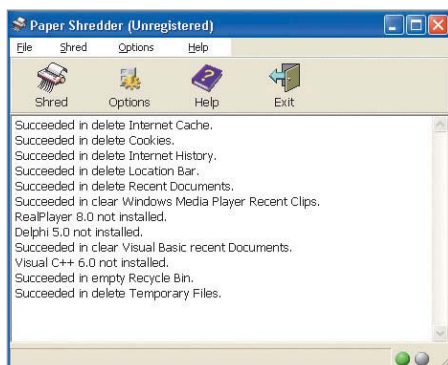 Paper Shredder (Unregistered)
File Shred Options Help
Shred Options Help Exit
Succeeded in delete Internet Cache.
Succeeded in delete Cookies.
Succeeded in delete Internet History.
Succeeded in delete Location Bar.
Succeeded in delete Recent Documents.
Succeeded in clear Windows Media Player Recent Clips.
RealPlayer 8.0 not installed.
Delphi 5.0 not installed.
Succeeded in clear Visual Basic recent Documents.
Visual C++ 6.0 not installed.
Succeeded in empty Recycle Bin.
Succeeded in delete Temporary Files.